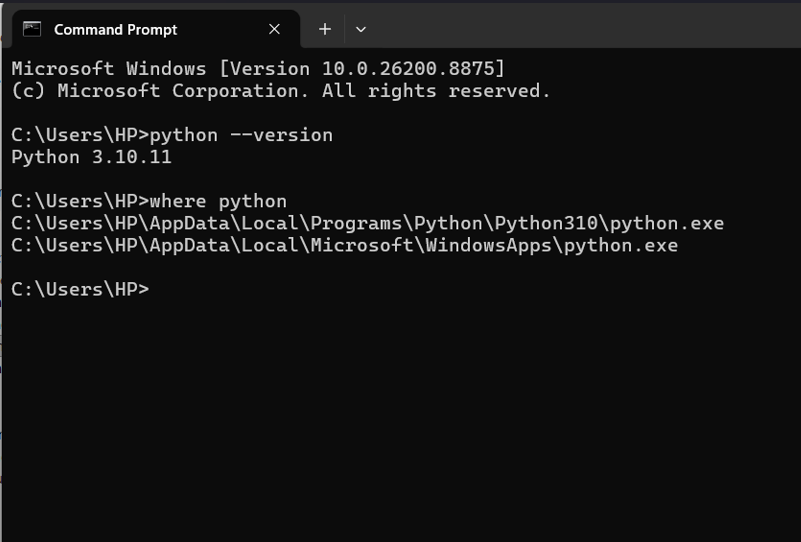 Command Prompt
Microsoft Windows [Version 10.0.26200.8875]
(c) Microsoft Corporation. All rights reserved.
C:\Users\HP>python --version
Python 3.10.11
C:\Users\HP>where python
C:\Users\HP\AppData\Local\Programs\Python\Python310\python.exe
C:\Users\HP\AppData\Local\Microsoft\WindowsApps\python.exe
C:\Users\HP>